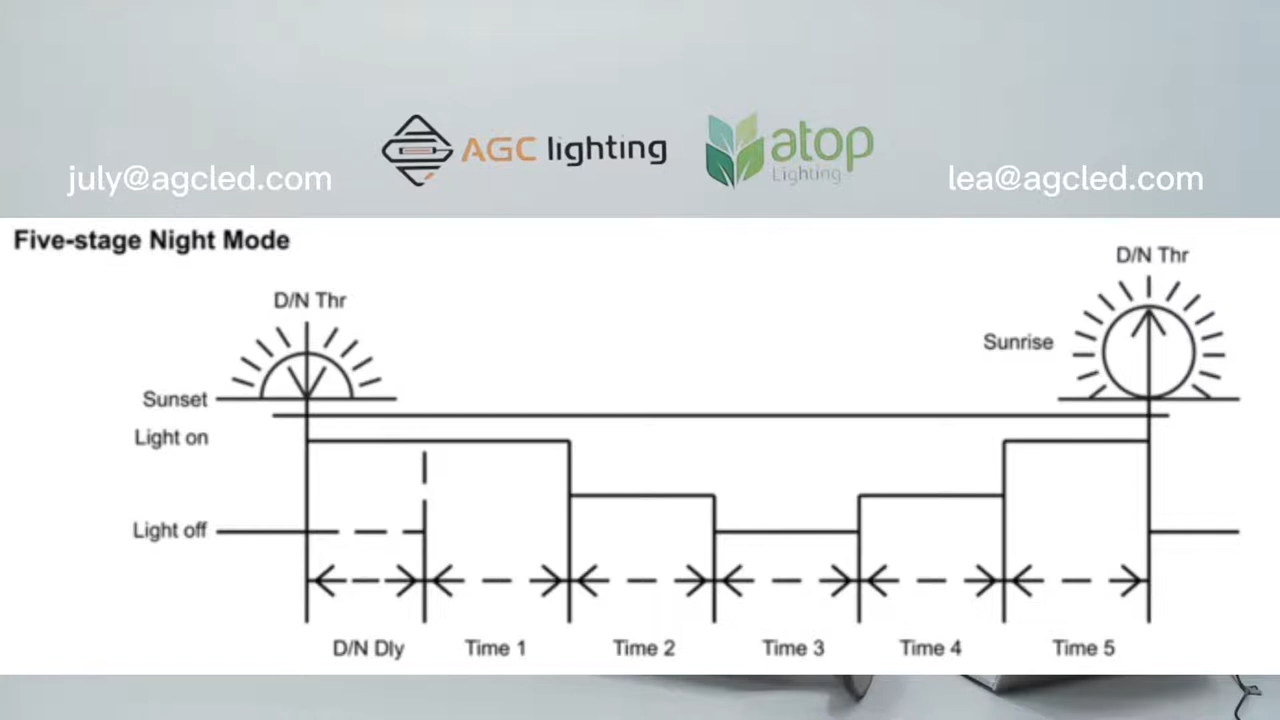 AGC lighting
atop
Lighting
july@agcled.com
lea@agcled.com
Five-stage Night Mode
D/N Thr
D/N Thr
Sunrise
Sunset
Light on
Light off
D/N Dly
Time 1
Time 2
Time 3
Time 4
Time 5